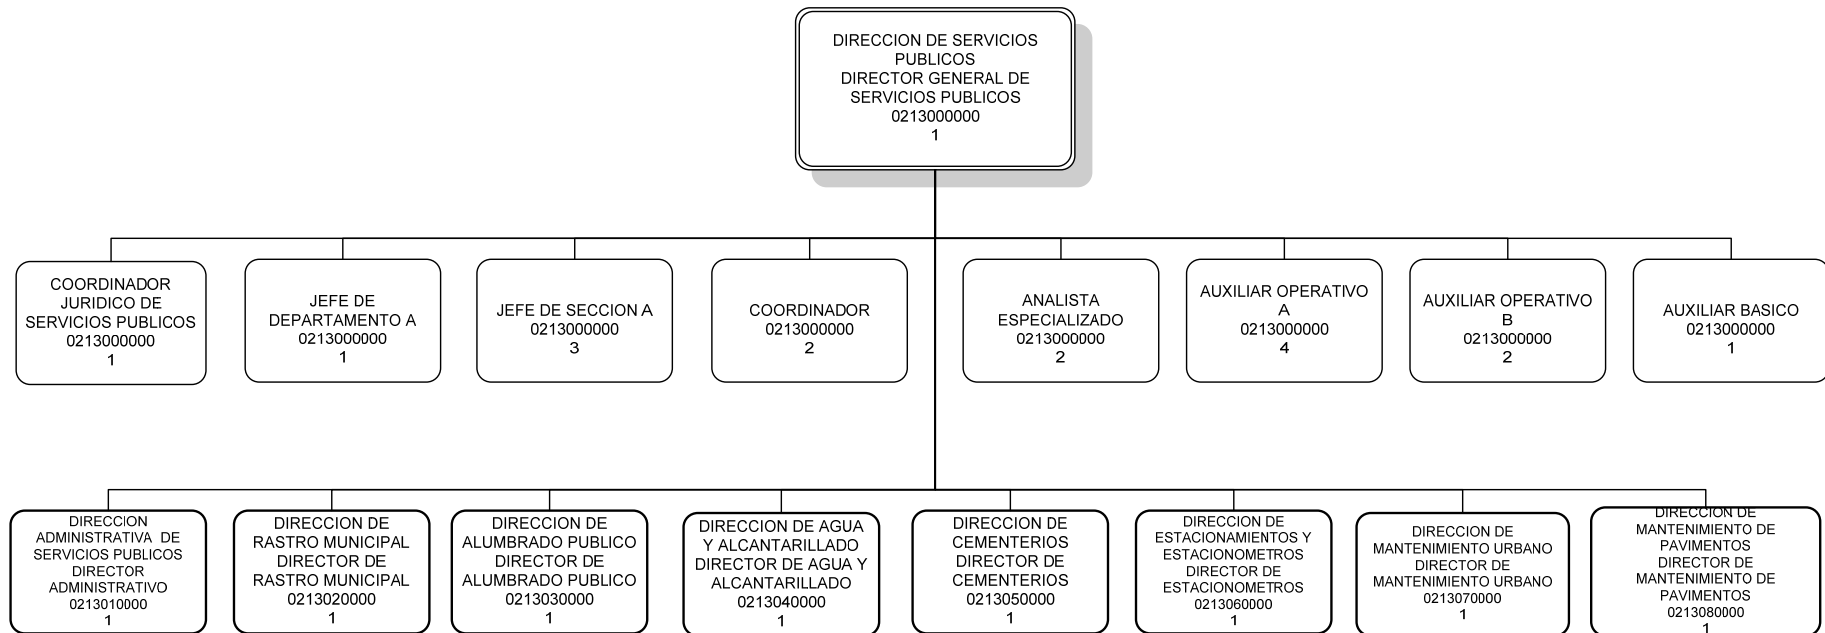 DIRECCION DE SERVICIOS
PUBLICOS
DIRECTOR GENERAL DE
SERVICIOS PUBLICOS
0213000000
1
COORDINADOR
JURIDICO DE
SERVICIOS PUBLICOS
0213000000
1
JEFE DE
DEPARTAMENTO A
0213000000
1
JEFE DE SECCION A
0213000000
3
COORDINADOR
0213000000
2
ANALISTA
ESPECIALIZADO
0213000000
2
AUXILIAR OPERATIVO
A
0213000000
4
AUXILIAR OPERATIVO
B
0213000000
2
AUXILIAR BASICO
0213000000
1
DIRECCION
ADMINISTRATIVA DE
SERVICIOS PUBLICOS
DIRECTOR
ADMINISTRATIVO
0213010000
1
DIRECCION DE
RASTRO MUNICIPAL
DIRECTOR DE
RASTRO MUNICIPAL
0213020000
1
DIRECCION DE
ALUMBRADO PUBLICO
DIRECTOR DE
ALUMBRADO PUBLICO
0213030000
1
DIRECCION DE AGUA
Y ALCANTARILLADO
DIRECTOR DE AGUA Y
ALCANTARILLADO
0213040000
1
DIRECCION DE
CEMENTERIOS
DIRECTOR DE
CEMENTERIOS
0213050000
1
DIRECCION DE
ESTACIONAMIENTOS Y
ESTACIONOMETROS
DIRECTOR DE
ESTACIONOMETROS
0213060000
1
DIRECCION DE
MANTENIMIENTO URBANO
DIRECTOR DE
MANTENIMIENTO URBANO
0213070000
1
DIRECCION DE
MANTENIMIENTO DE
PAVIMENTOS
DIRECTOR DE
MANTENIMIENTO DE
PAVIMENTOS
0213080000
1